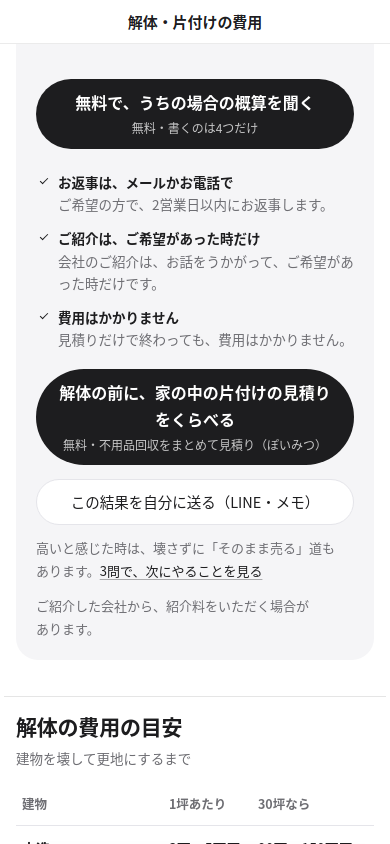 解体・片付けの費用
無料で、うちの場合の概算を聞く
無料・書くのは4つだけ
お返事は、メールかお電話で
ご希望の方で、2営業日以内にお返事します。
ご紹介は、ご希望があった時だけ
会社のご紹介は、お話をうかがって、ご希望があ
った時だけです。
費用はかかりません
見積りだけで終わっても、費用はかかりません。
解体の前に、家の中の片付けの見積り
をくらべる
無料・不用品回収をまとめて見積り（ぽいみつ）
この結果を自分に送る（LINE・メモ）
高いと感じた時は、壊さずに「そのまま売る」道も
あります。3問で、次にやることを見る
ご紹介した会社から、紹介料をいただく場合が
あります。
解体の費用の目安
建物を壊して更地にするまで
建物 1坪あたり 30坪なら